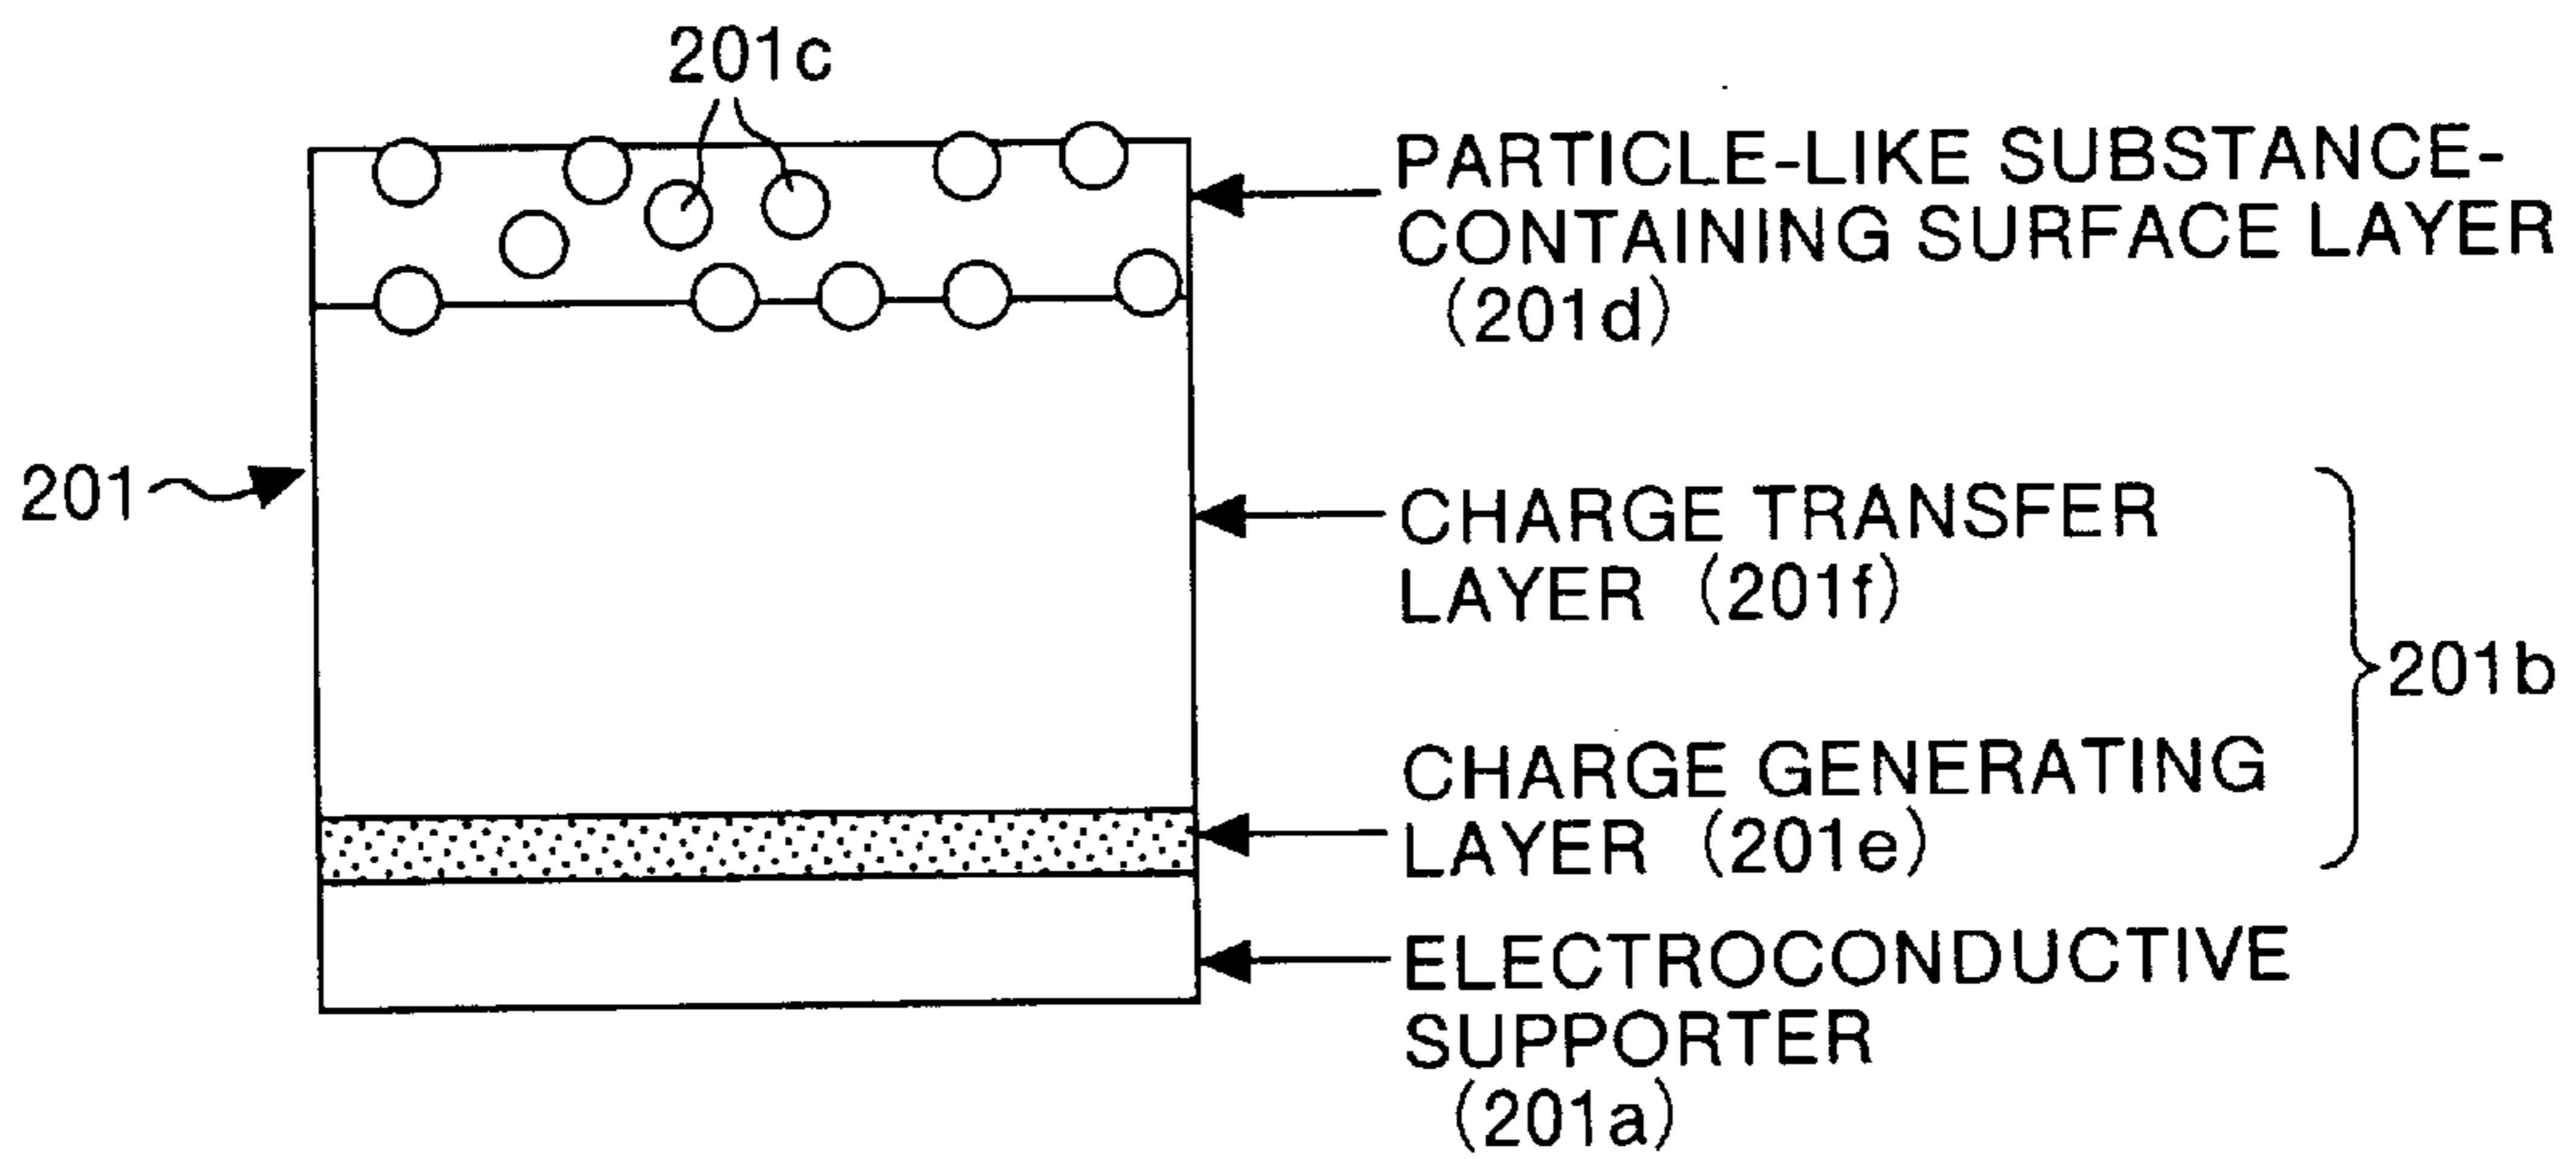 201c
PARTICLE-LIKE SUBSTANCE-
CONTAINING SURFACE LAYER
(201d)
201
CHARGE TRANSFER
LAYER (201f)
201b
CHARGE GENERATING
LAYER (201e)
ELECTROCONDUCTIVE
SUPPORTER
(201a)